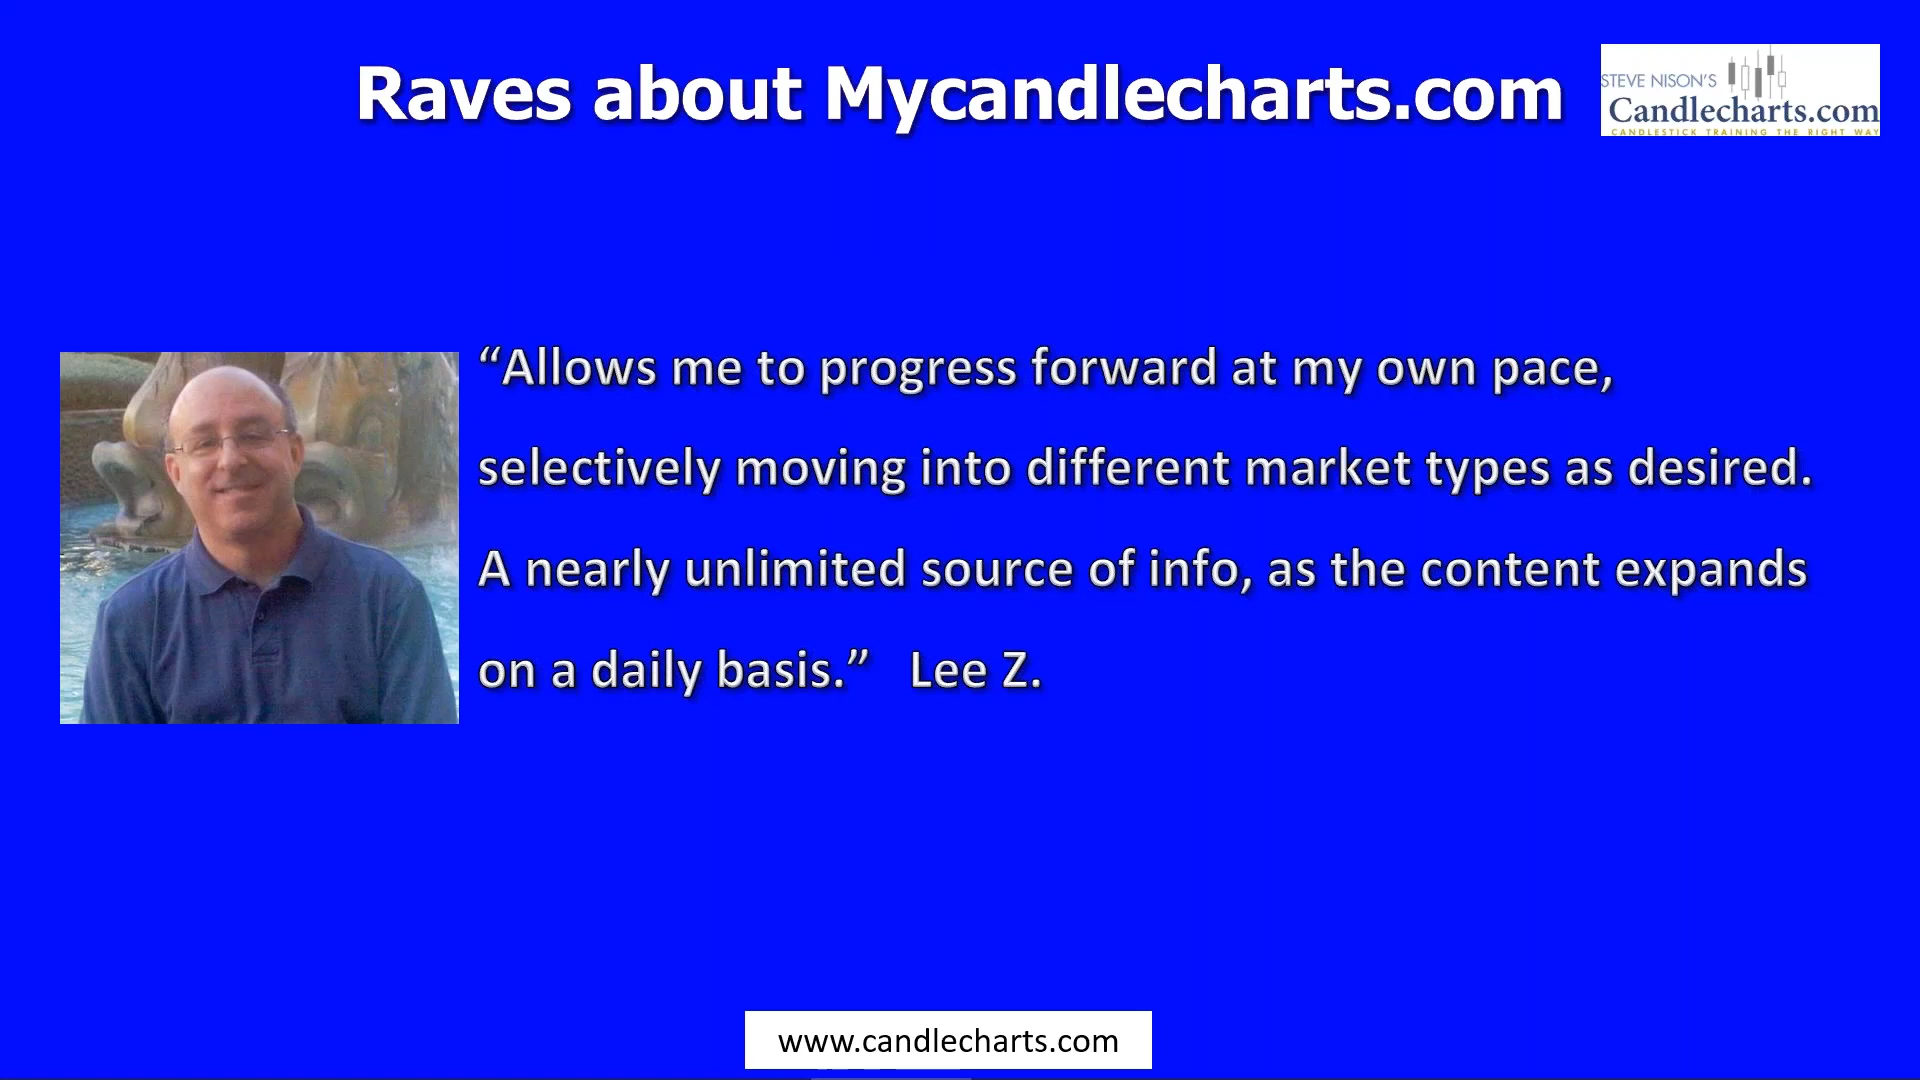 Raves about Mycandlecharts.com
STEVE NISON'S
Candlecharts.com
CANDLESTICK TRAINING THE RIGHT WAY
“Allows me to progress forward at my own pace,
selectively moving into different market types as desired.
A nearly unlimited source of info, as the content expands
on a daily basis.” Lee Z.
www.candlecharts.com